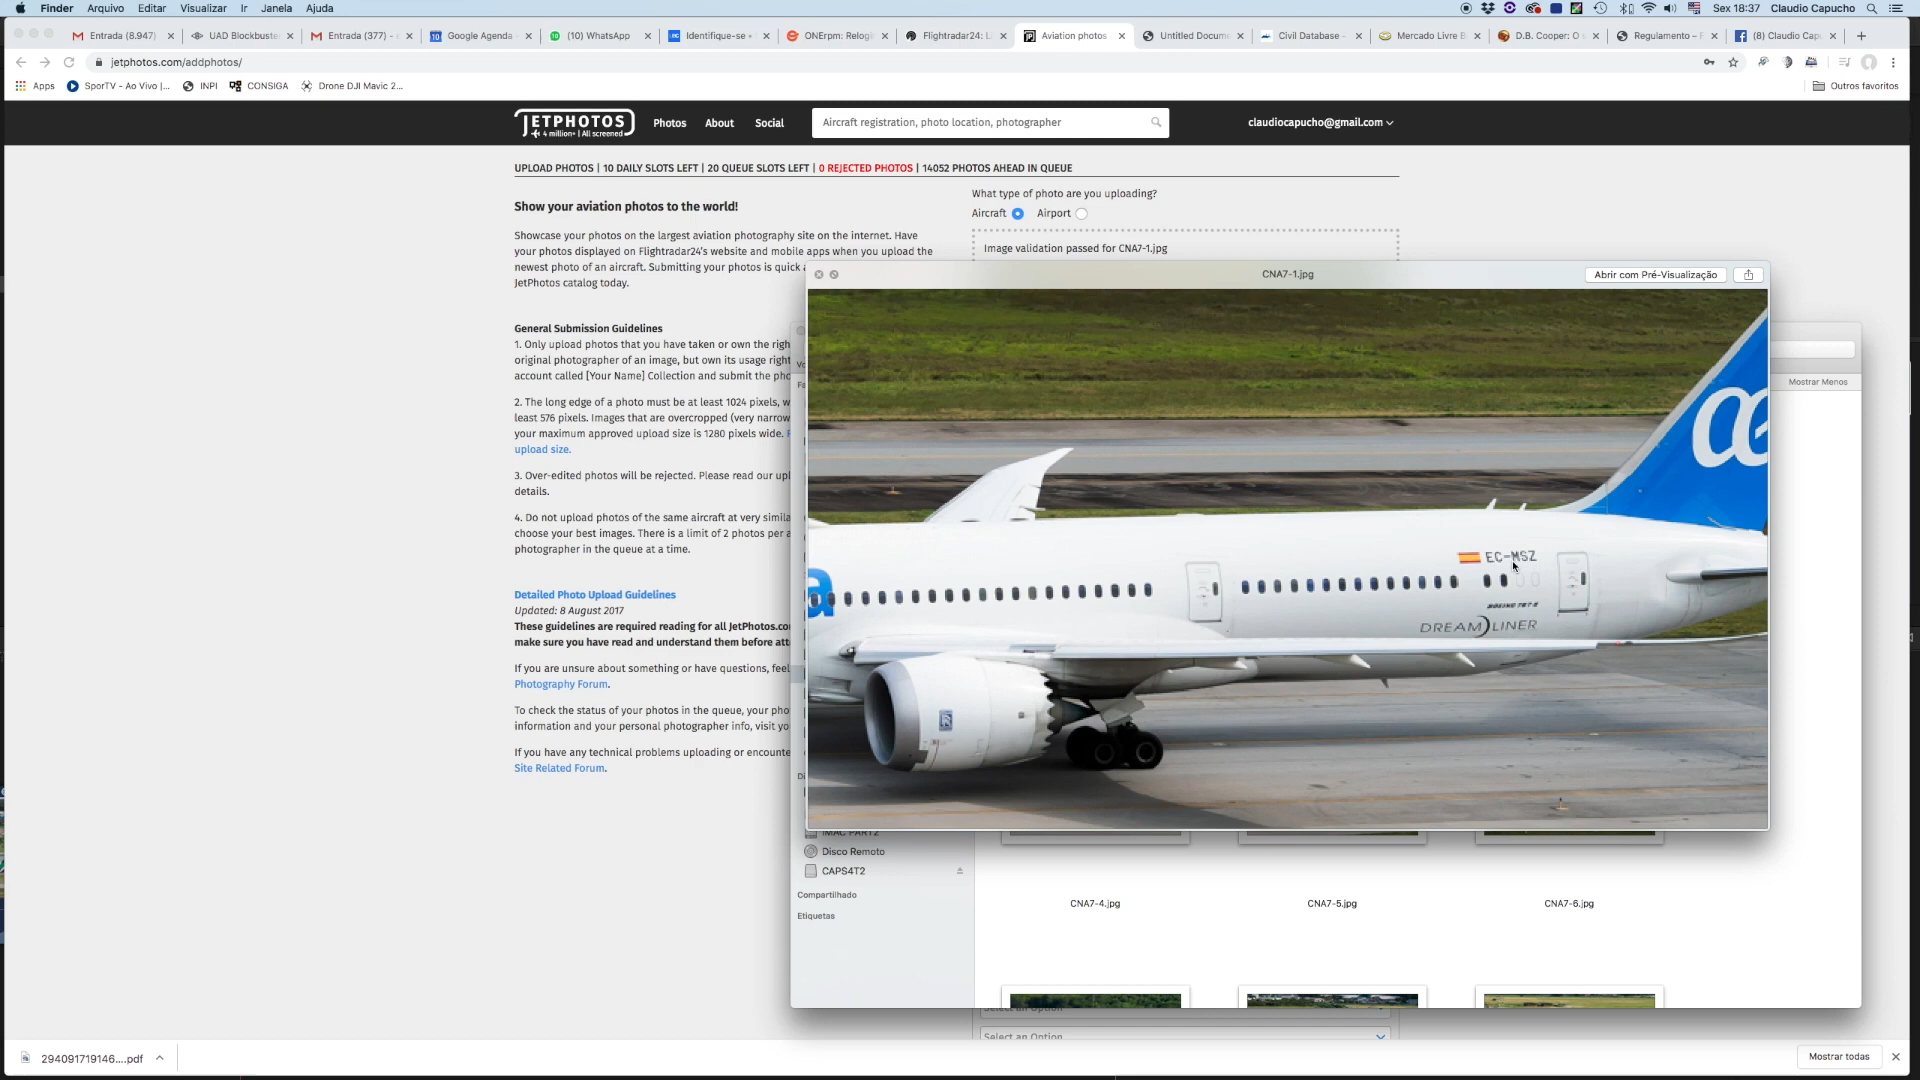 Finder Arquivo Editar Visualizar Ir Janela Ajuda
Sex 18:37 Claudio Capucho
Entrada (8.947)
UAD Blockbuste
Entrada (377) -
Google Agenda
(10) WhatsApp
Identifique-se •
ONErpm: Relog
Flightradar24: L
Aviation photos
Untitled Docum
Civil Database -
Mercado Livre B
D.B. Cooper: O
Regulamento –
(8) Claudio Cap
jetphotos.com/addphotos/
Apps
SporTV - Ao Vivo |...
INPI
CONSIGA
Drone DJI Mavic 2...
Outros favoritos
JETPHOTOS
4 million+ | All screened
Photos About Social
Aircraft registration, photo location, photographer
claudiocapucho@gmail.com
UPLOAD PHOTOS | 10 DAILY SLOTS LEFT | 20 QUEUE SLOTS LEFT | 0 REJECTED PHOTOS | 14052 PHOTOS AHEAD IN QUEUE
What type of photo are you uploading?
Aircraft Airport
Image validation passed for CNA7-1.jpg
Show your aviation photos to the world!
Showcase your photos on the largest aviation photography site on the internet. Have
your photos displayed on Flightradar24's website and mobile apps when you upload the
newest photo of an aircraft. Submitting your photos is quick a
JetPhotos catalog today.
General Submission Guidelines
1. Only upload photos that you have taken or own the righ
original photographer of an image, but own its usage right
account called [Your Name] Collection and submit the pho
2. The long edge of a photo must be at least 1024 pixels, w
least 576 pixels. Images that are overcropped (very narrow
your maximum approved upload size is 1280 pixels wide.
upload size.
3. Over-edited photos will be rejected. Please read our upl
details.
4. Do not upload photos of the same aircraft at very simila
choose your best images. There is a limit of 2 photos per a
photographer in the queue at a time.
Detailed Photo Upload Guidelines
Updated: 8 August 2017
These guidelines are required reading for all JetPhotos.co
make sure you have read and understand them before att
If you are unsure about something or have questions, feel
Photography Forum.
To check the status of your photos in the queue, your pho
information and your personal photographer info, visit yo
If you have any technical problems uploading or encounte
Site Related Forum.
CNA7-1.jpg
Abrir com Pré-Visualização
Mostrar Menos
EC-MSZ
BOEING 787-8
DREAMLINER
IMAC PART2
Disco Remoto
CAPS4T2
Compartilhado
Etiquetas
CNA7-4.jpg
CNA7-5.jpg
CNA7-6.jpg
Select an Option
Select an Option
294091719146....pdf
Mostrar todas